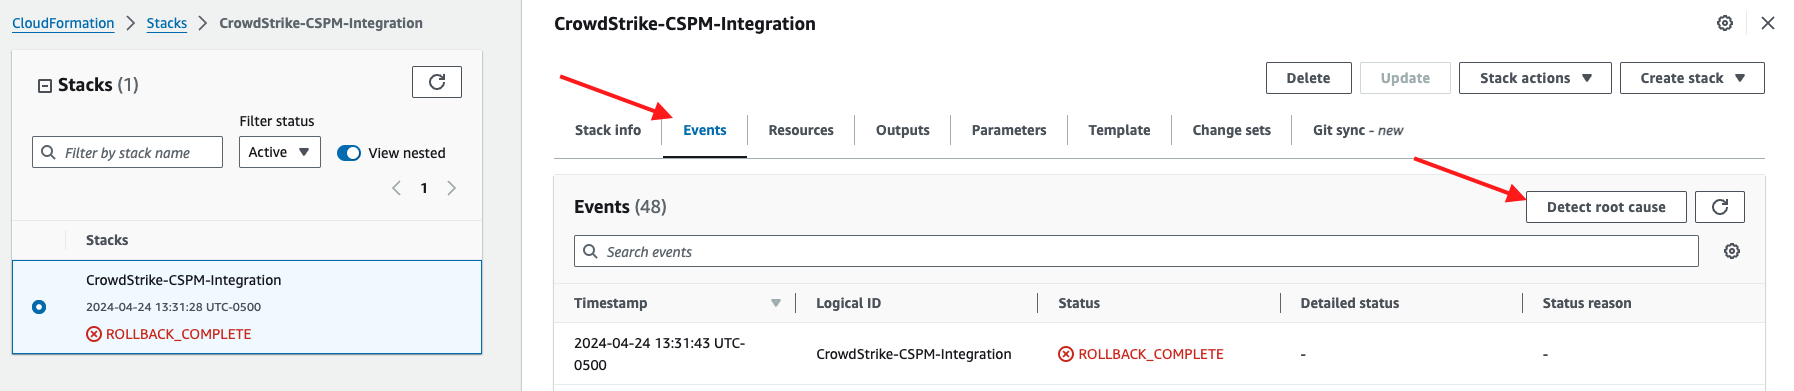 CloudFormation > Stacks > CrowdStrike-CSPM-Integration
Stacks (1)
Filter status
Filter by stack name
Active
View nested
1
Stacks
CrowdStrike-CSPM-Integration
2024-04-24 13:31:28 UTC-0500
ROLLBACK_COMPLETE
CrowdStrike-CSPM-Integration
Delete Update Stack actions Create stack
Stack info Events Resources Outputs Parameters Template Change sets Git sync - new
Events (48)
Detect root cause
Search events
Timestamp Logical ID Status Detailed status Status reason
2024-04-24 13:31:43 UTC-
0500 CrowdStrike-CSPM-Integration ROLLBACK_COMPLETE - -